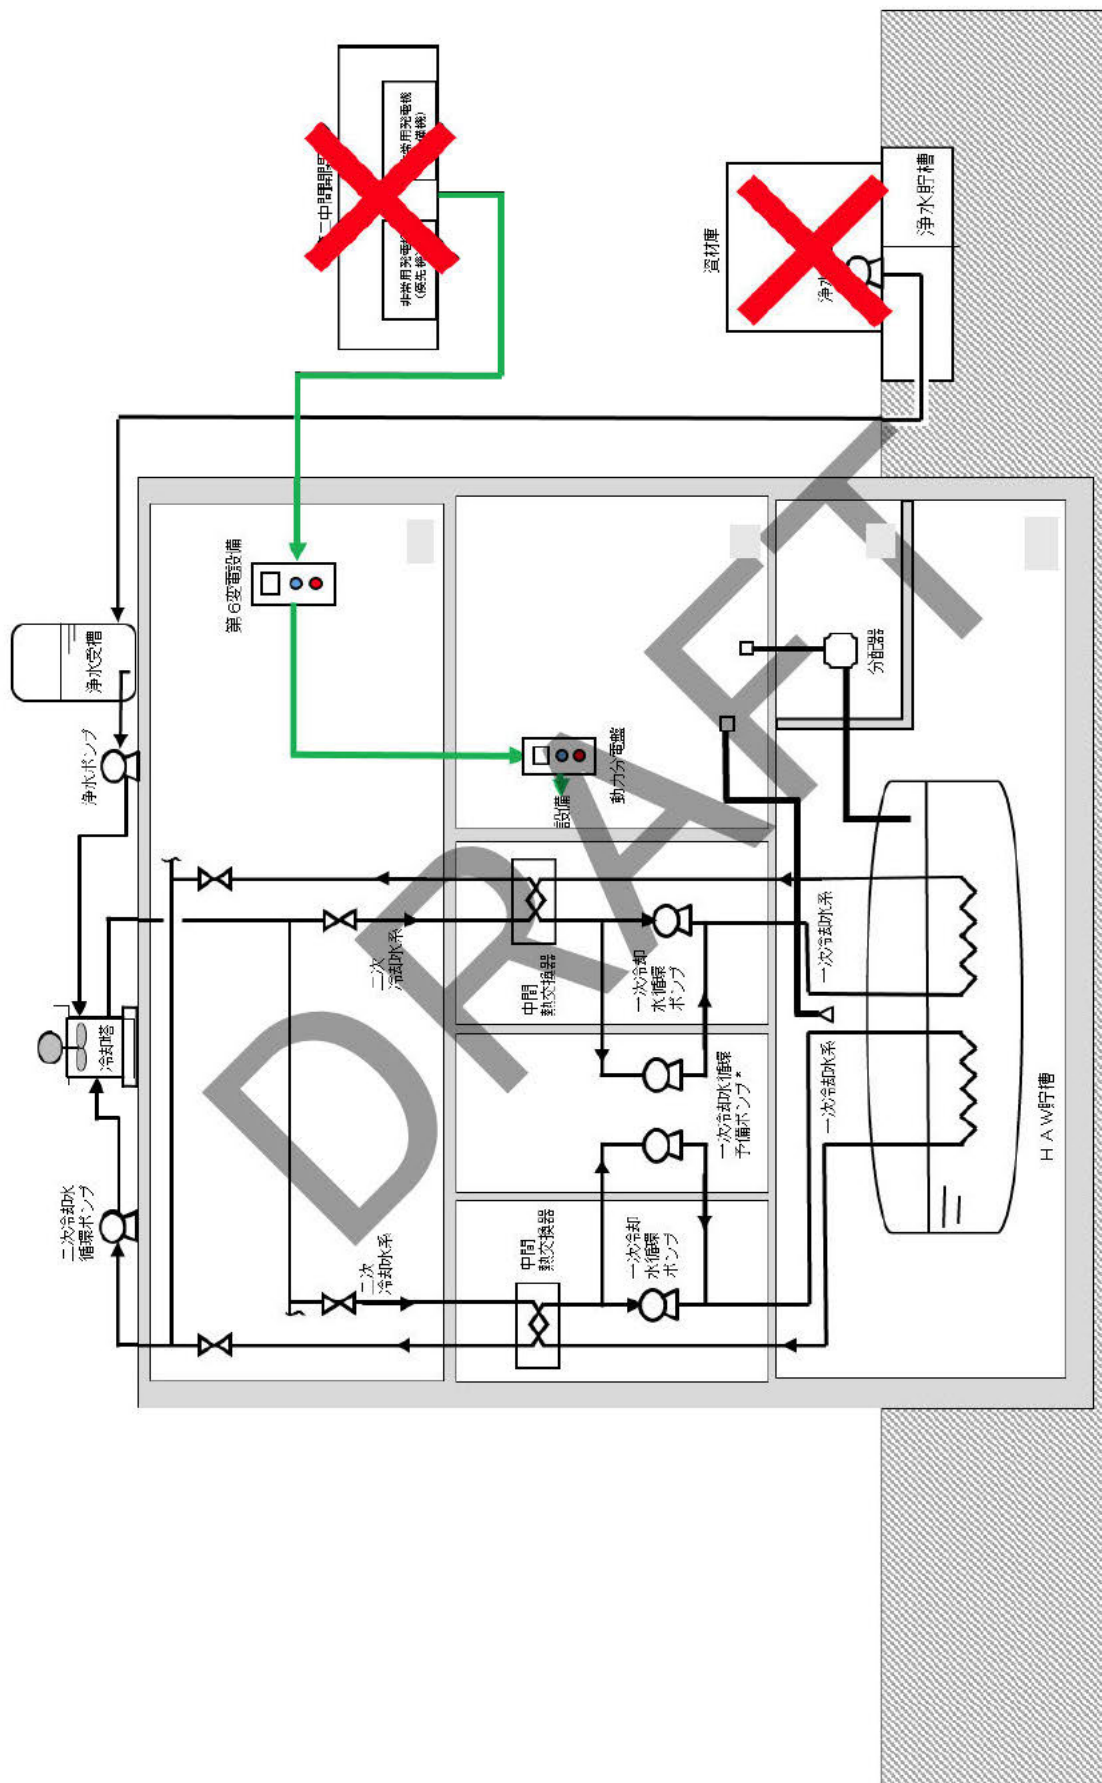 二次冷却水
循環ポンプ
冷却塔
浄水ポンプ
浄水受槽
第6変電設備
非常用発電機
(優先
常用発電機
備機)
二中間開閉
資材庫
浄水
浄水貯槽
二次
冷却水系
二次
冷却水系
設備
動力分電盤
中間
熱交換器
中間
熱交換器
一次冷却
水循環
ポンプ
一次冷却水循環
予備ポンプ*
一次冷却
水循環
ポンプ
分配器
一次冷却水系
一次冷却水系
HAW貯槽
DRAFT